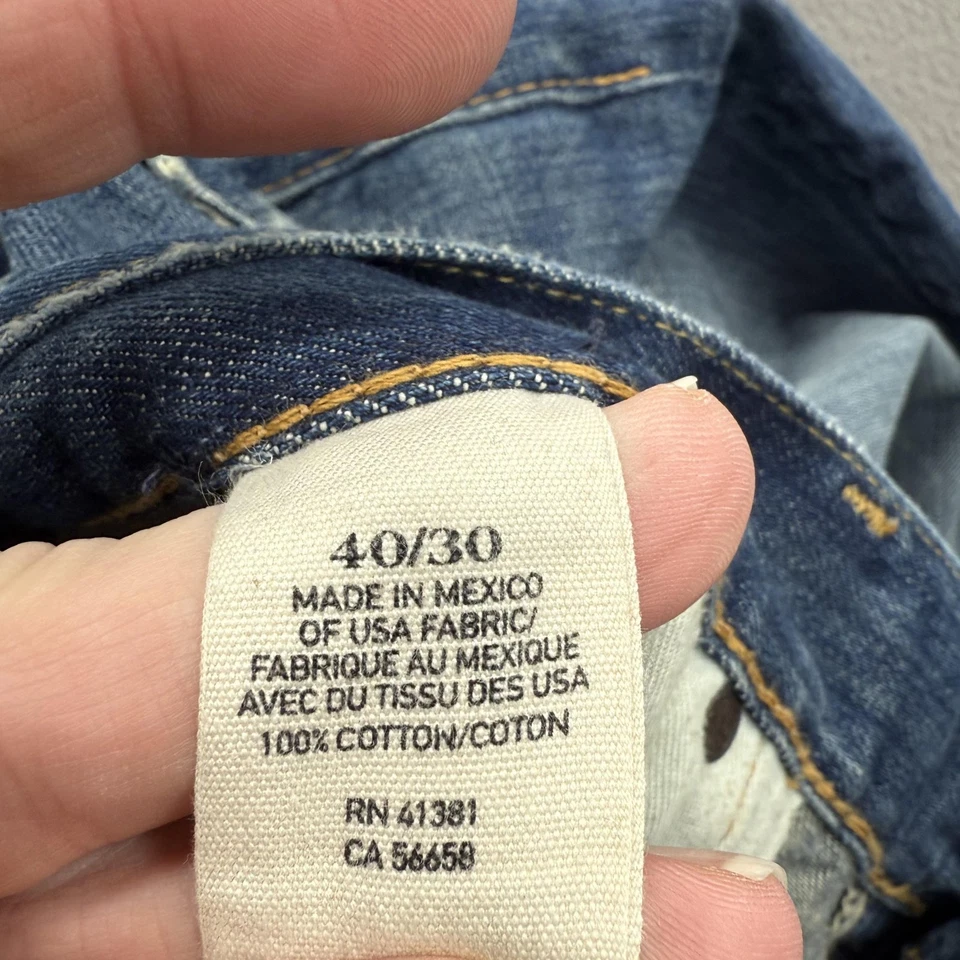 40/30
MADE IN MEXICO
OF USA FABRIC/
FABRIQUE AU MEXIQUE
AVEC DU TISSU DES USA
100% COTTON/COTON
RN 41381
CA 56658